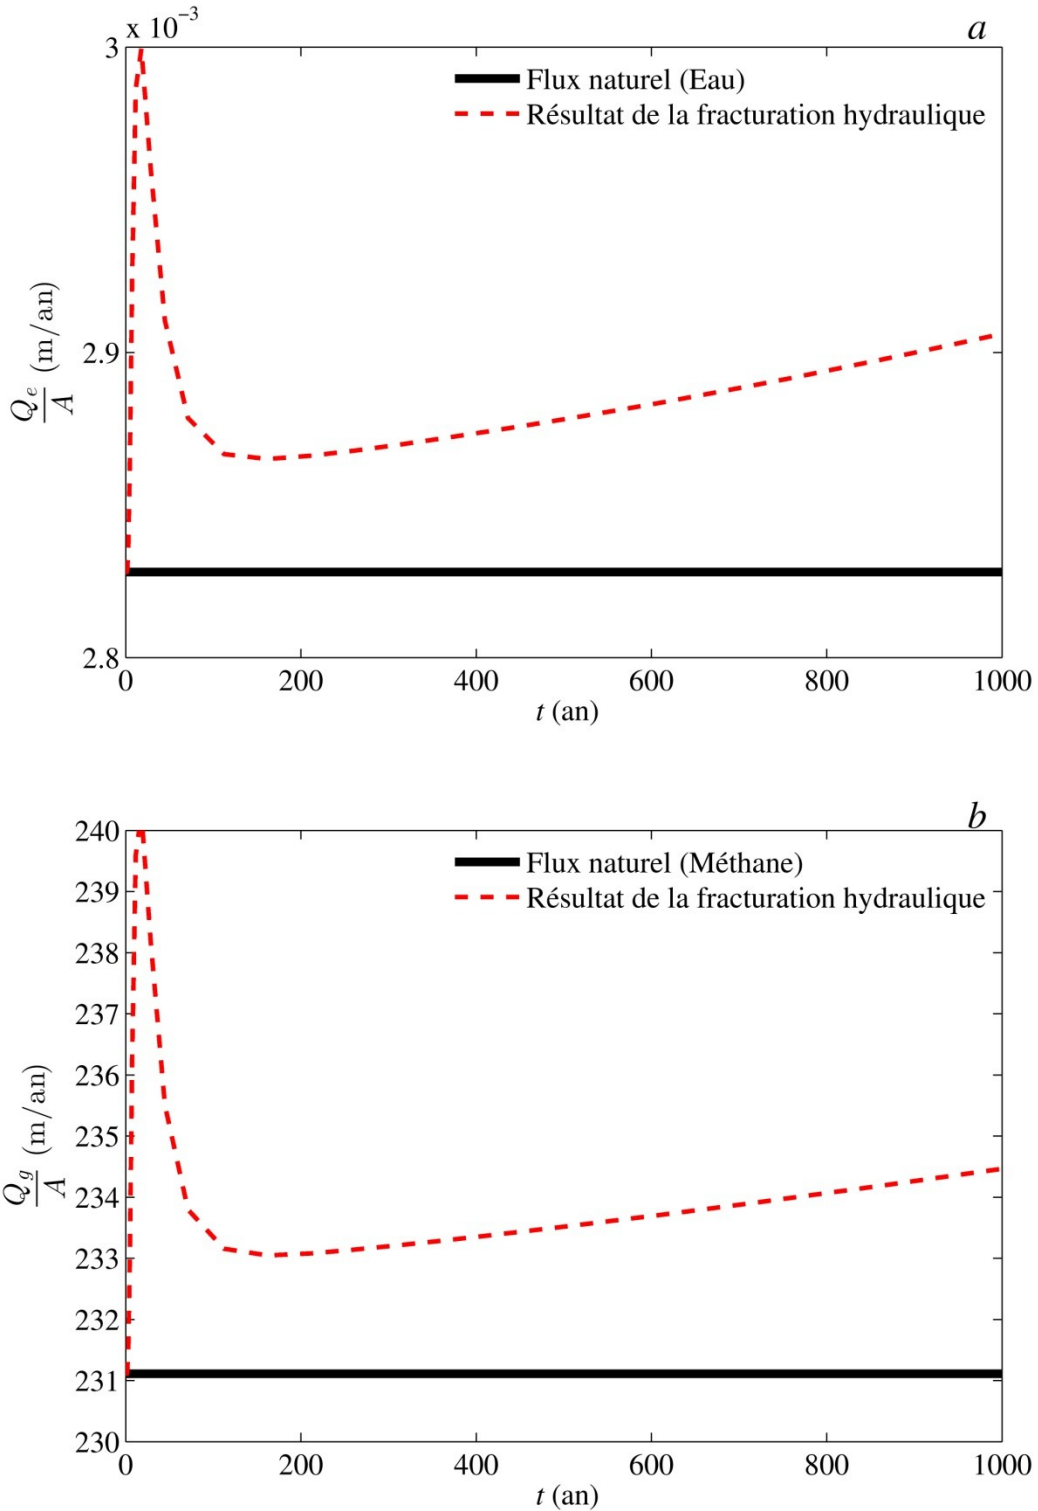 x 10⁻³
a
3
Flux naturel (Eau)
Résultat de la fracturation hydraulique
Q_e/A (m/an)
2.9
2.8
0 200 400 600 800 1000
t (an)
b
240
Flux naturel (Méthane)
239
Résultat de la fracturation hydraulique
238
237
236
235
Q_g/A (m/an)
234
233
232
231
230
0 200 400 600 800 1000
t (an)